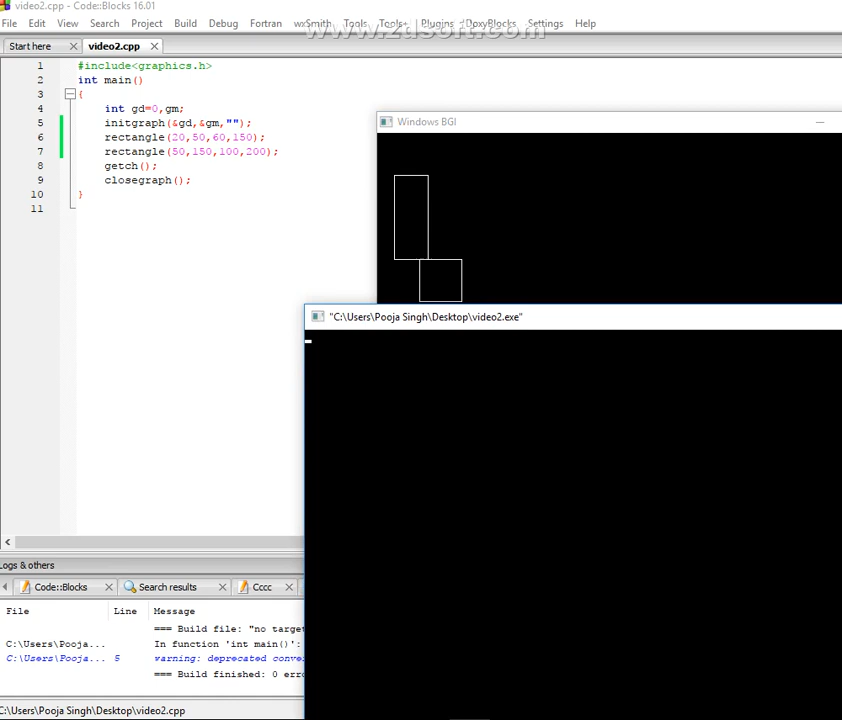 video2.cpp - Code::Blocks 16.01
File Edit View Search Project Build Debug Fortran wxSmith Tools Tools+ Plugins DoxyBlocks Settings Help
www.zdsoft.com
Start here video2.cpp
1 #include<graphics.h>
2 int main()
3 {
4 int gd=0,gm;
5 initgraph(&gd,&gm,"");
6 rectangle(20,50,60,150);
7 rectangle(50,150,100,200);
8 getch();
9 closegraph();
10 }
11
Windows BGI
"C:\Users\Pooja Singh\Desktop\video2.exe"
Logs & others
Code::Blocks Search results Cccc
File Line Message
=== Build file: "no target
C:\Users\Pooja... In function 'int main()':
C:\Users\Pooja... 5 warning: deprecated conve
=== Build finished: 0 erro
C:\Users\Pooja Singh\Desktop\video2.cpp